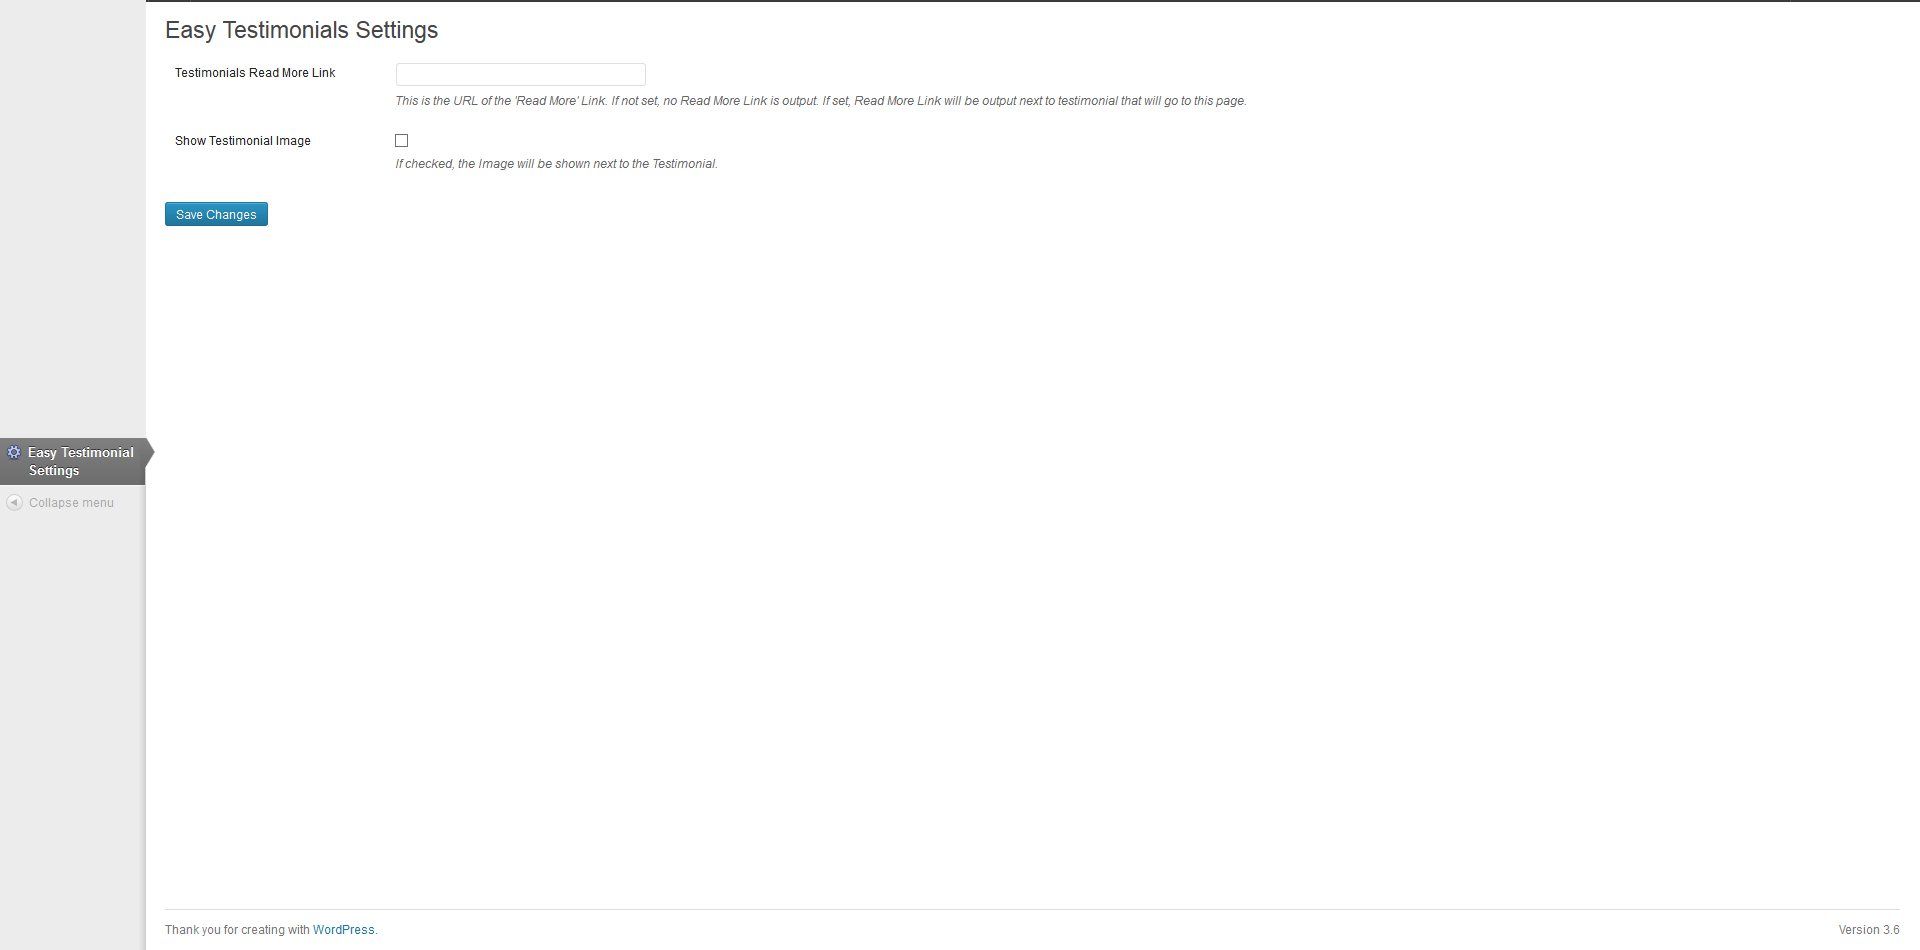 Easy Testimonials Settings
Testimonials Read More Link
This is the URL of the 'Read More' Link. If not set, no Read More Link is output. If set, Read More Link will be output next to testimonial that will go to this page.
Show Testimonial Image
If checked, the Image will be shown next to the Testimonial.
Save Changes
Easy Testimonial
Settings
Collapse menu
Thank you for creating with WordPress.
Version 3.6